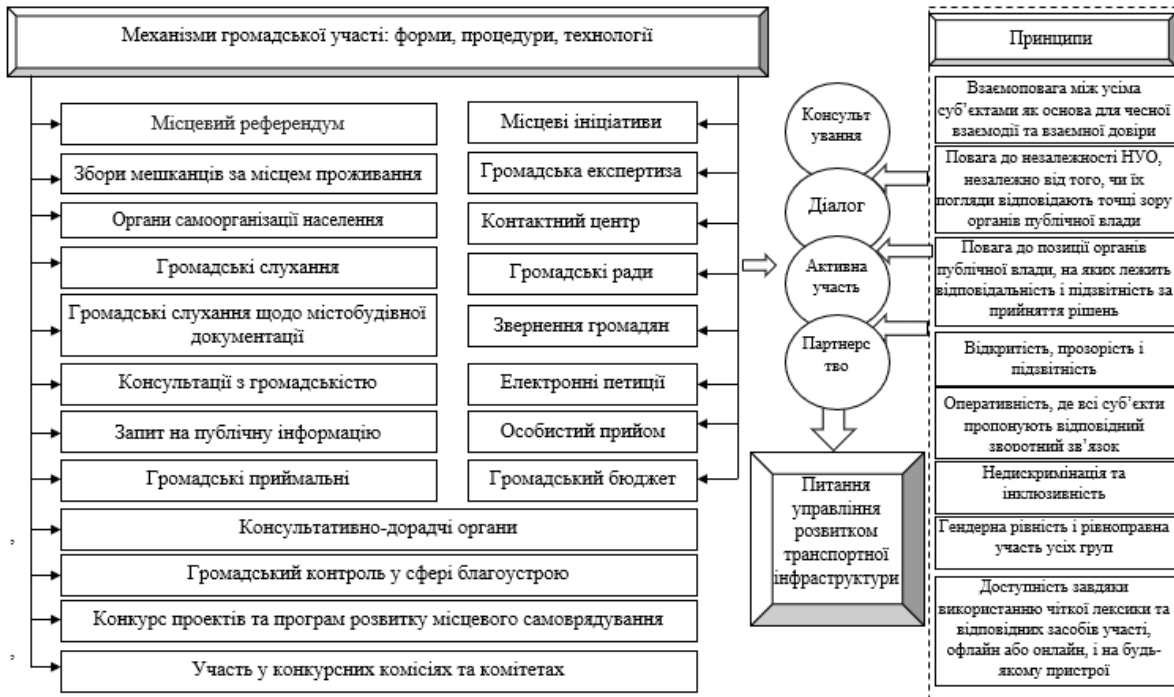 Механізми громадської участі: форми, процедури, технології
Місцевий референдум
Збори мешканців за місцем проживання
Органи самоорганізації населення
Громадські слухання
Громадські слухання щодо містобудівної
документації
Консультації з громадськістю
Запит на публічну інформацію
Громадські приймальні
Місцеві ініціативи
Громадська експертиза
Контактний центр
Громадські ради
Звернення громадян
Електронні петиції
Особистий прийом
Громадський бюджет
,
Консультативно-дорадчі органи
Громадський контроль у сфері благоустрою
Конкурс проектів та програм розвитку місцевого самоврядування
,
Участь у конкурсних комісіях та комітетах
Консульт
ування
Діалог
Активна
участь
Партнерс
тво
Питання
управління
розвитком
транспортної
інфраструктури
Принципи
Взаємоповага між усіма
суб’єктами як основа для чесної
взаємодії та взаємної довіри
Повага до незалежності НУО,
незалежно від того, чи їх
погляди відповідають точці зору
органів публічної влади
Повага до позиції органів
публічної влади, на яких лежить
відповідальність і підзвітність за
прийняття рішень
Відкритість, прозорість і
підзвітність
Оперативність, де всі суб’єкти
пропонують відповідний
зворотний зв’язок
Недискримінація та
інклюзивність
Гендерна рівність і рівноправна
участь усіх груп
Доступність завдяки
використанню чіткої лексики та
відповідних засобів участі,
офлайн або онлайн, і на будь-
якому пристрої